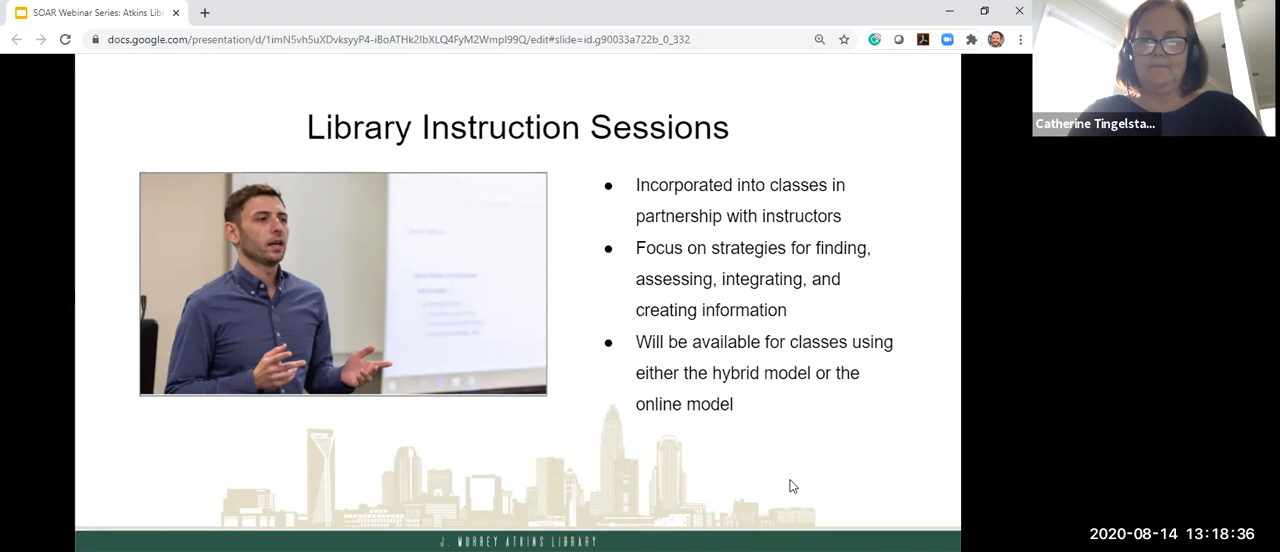 SOAR Webinar Series: Atkins Lib
docs.google.com/presentation/d/1imN5vh5uXDvksyyP4-iBoATHk2lbXLQ4FyM2Wmpl99Q/edit#slide=id.g90033a722b_0_332
Catherine Tingelsta...
Library Instruction Sessions
● Incorporated into classes in
partnership with instructors
● Focus on strategies for finding,
assessing, integrating, and
creating information
● Will be available for classes using
either the hybrid model or the
online model
J. MURREY ATKINS LIBRARY
2020-08-14 13:18:36